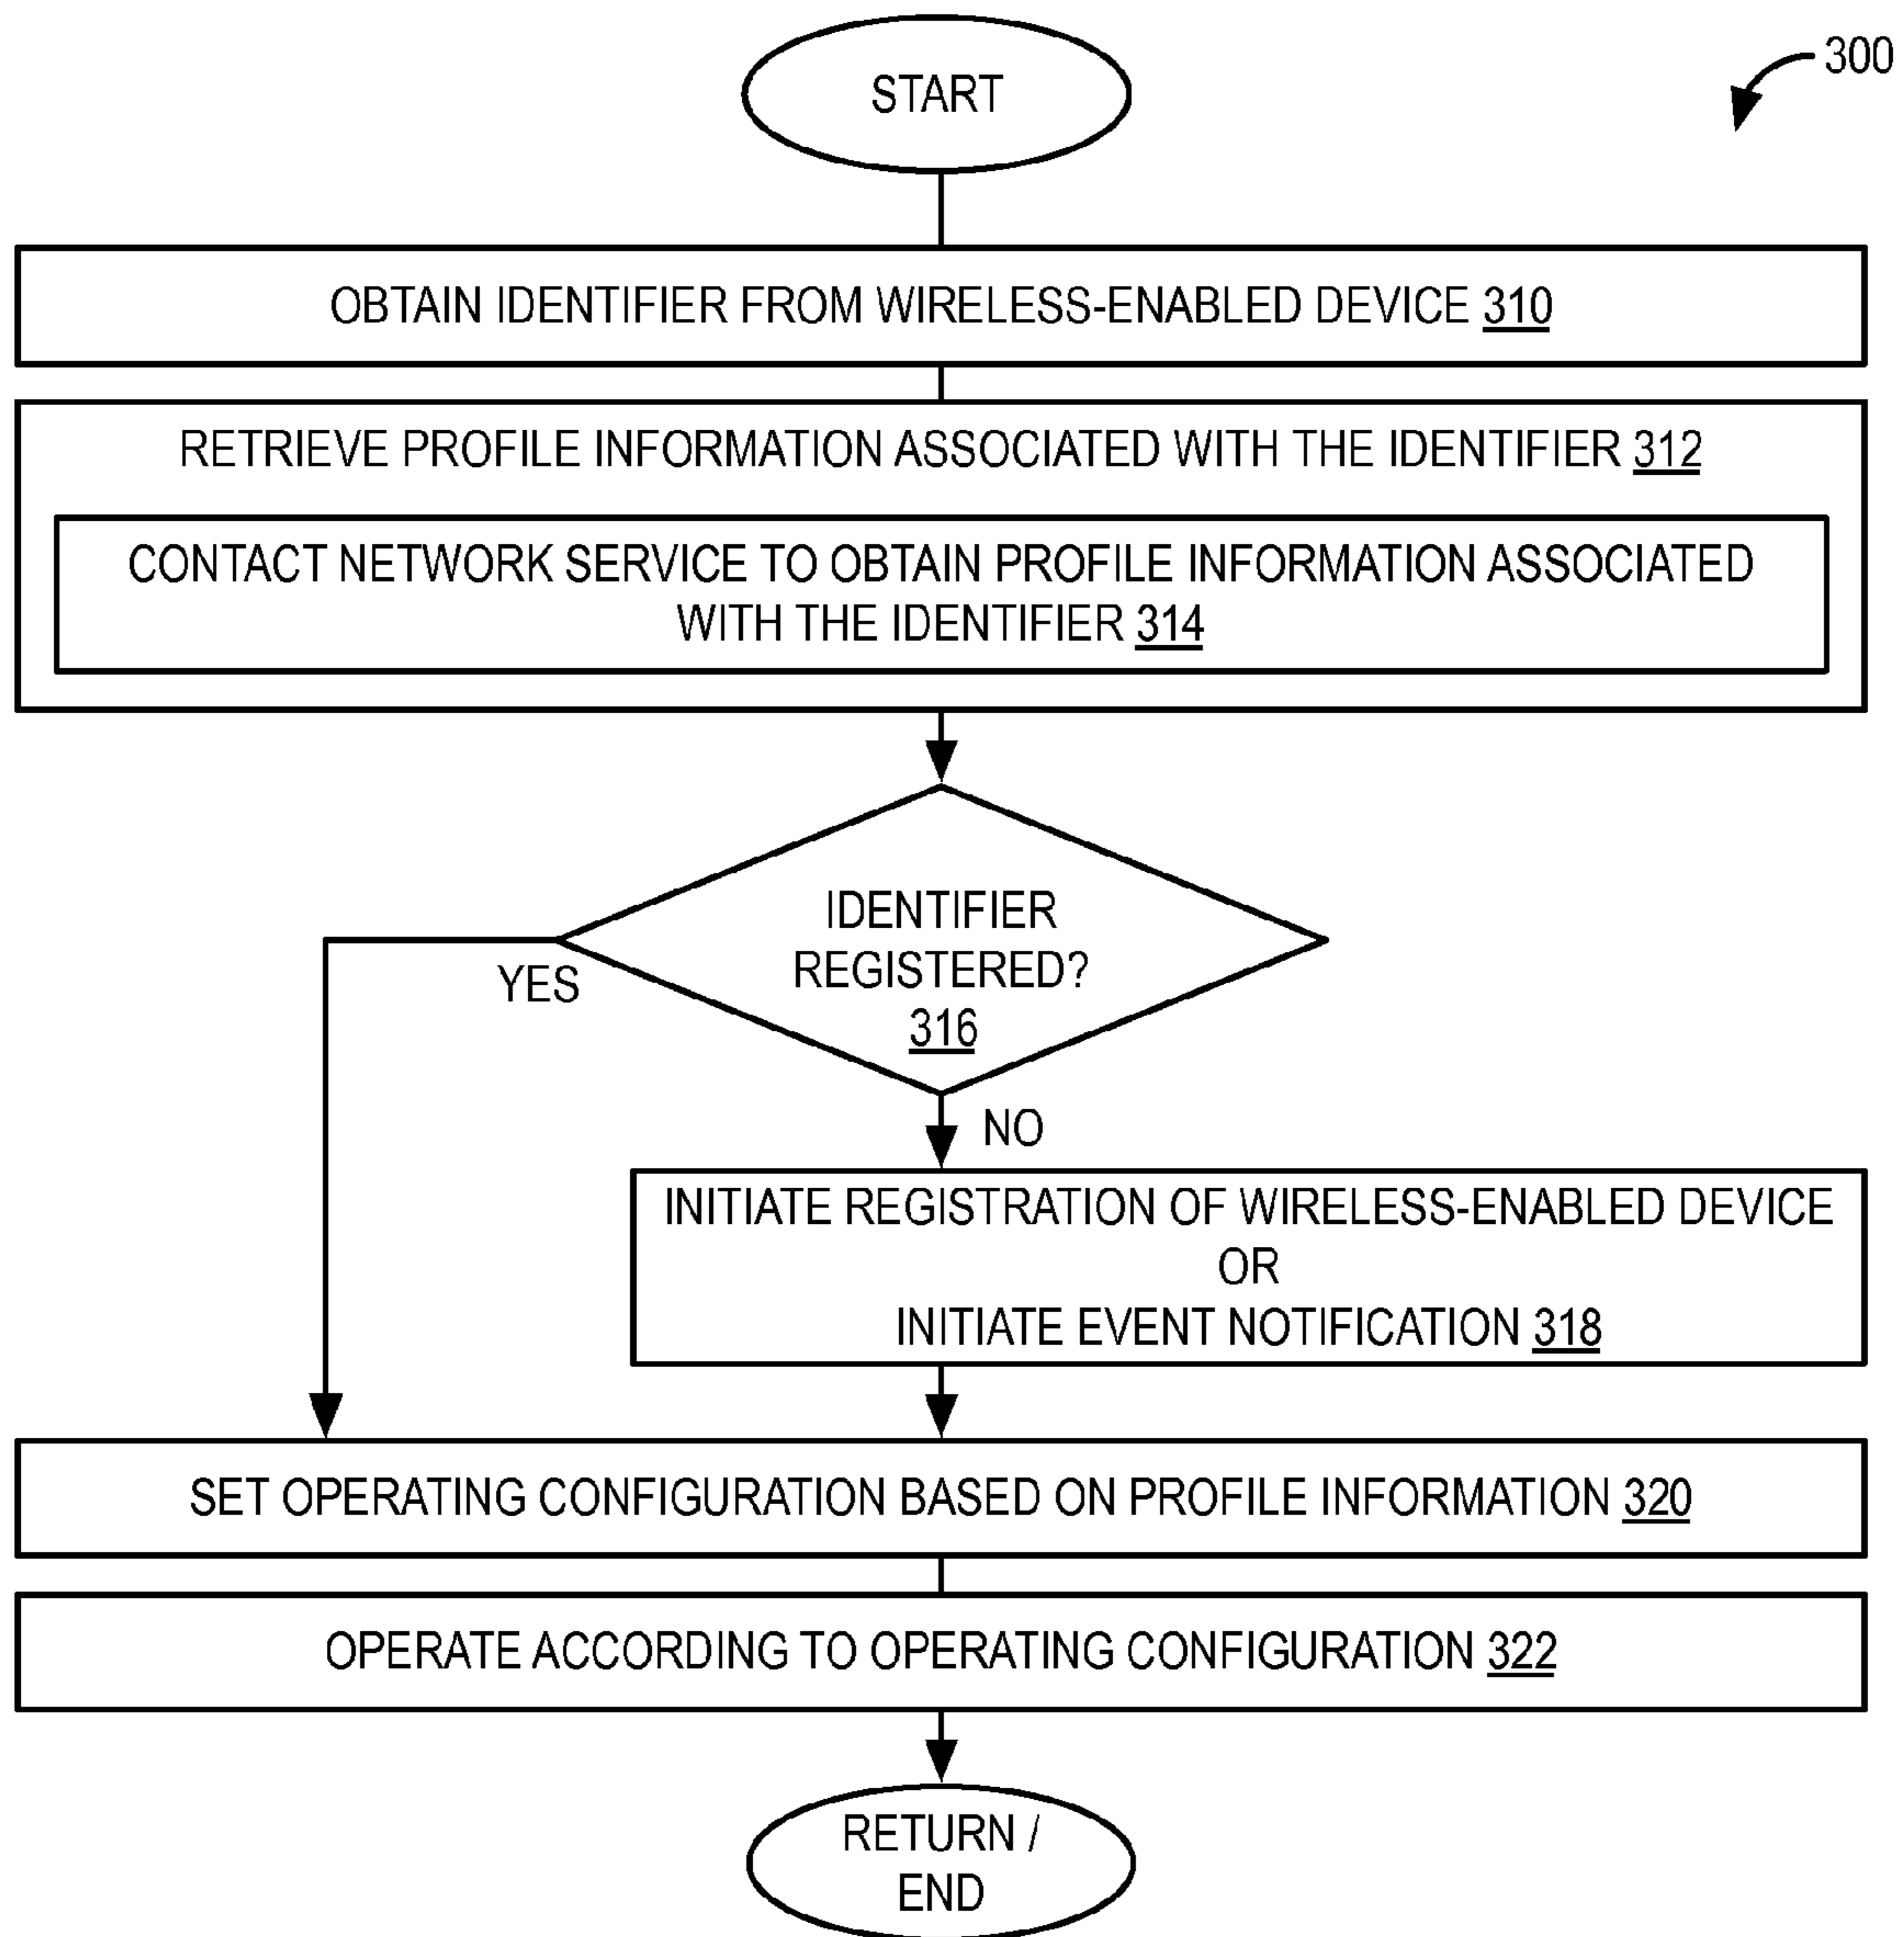 START
300
OBTAIN IDENTIFIER FROM WIRELESS-ENABLED DEVICE 310
RETRIEVE PROFILE INFORMATION ASSOCIATED WITH THE IDENTIFIER 312
CONTACT NETWORK SERVICE TO OBTAIN PROFILE INFORMATION ASSOCIATED
WITH THE IDENTIFIER 314
IDENTIFIER
REGISTERED?
316
YES
NO
INITIATE REGISTRATION OF WIRELESS-ENABLED DEVICE
OR
INITIATE EVENT NOTIFICATION 318
SET OPERATING CONFIGURATION BASED ON PROFILE INFORMATION 320
OPERATE ACCORDING TO OPERATING CONFIGURATION 322
RETURN /
END